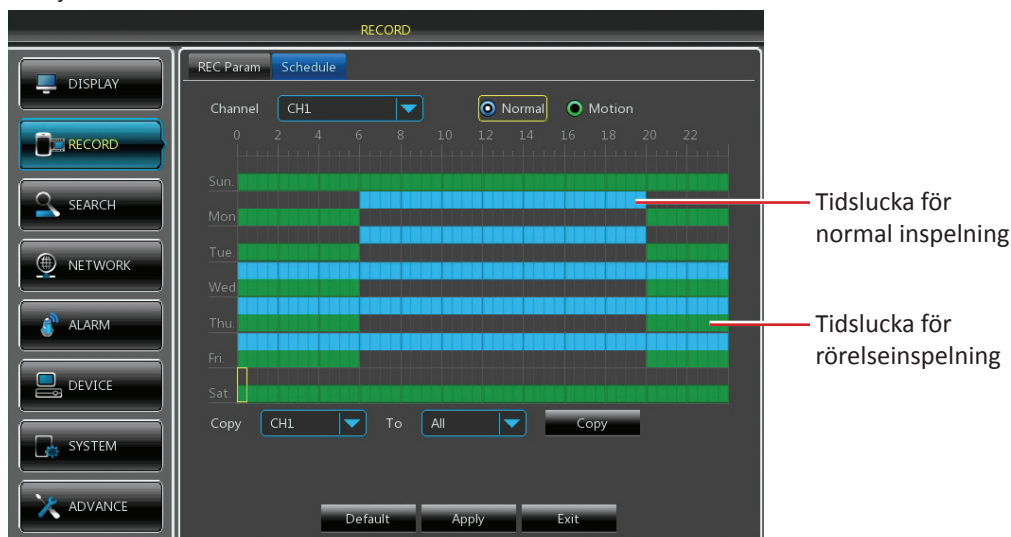 RECORD
DISPLAY
RECORD
SEARCH
NETWORK
ALARM
DEVICE
SYSTEM
ADVANCE
REC Param Schedule
Channel CH1 Normal Motion
0 2 4 6 8 10 12 14 16 18 20 22
Sun.
Mon
Tue.
Wed
Thu.
Fri.
Sat.
Copy CH1 To All Copy
Default Apply Exit
Tidslucka för
normal inspelning
Tidslucka för
rörelseinspelning